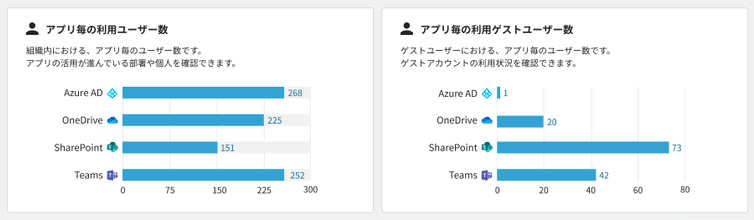 アプリ毎の利用ユーザー数
組織内における、アプリ毎のユーザー数です。
アプリの活用が進んでいる部署や個人を確認できます。
Azure AD 268
OneDrive 225
SharePoint 151
Teams 252
0 75 150 225 300
アプリ毎の利用ゲストユーザー数
ゲストユーザーにおける、アプリ毎のユーザー数です。
ゲストアカウントの利用状況を確認できます。
Azure AD 1
OneDrive 20
SharePoint 73
Teams 42
0 20 40 60 80